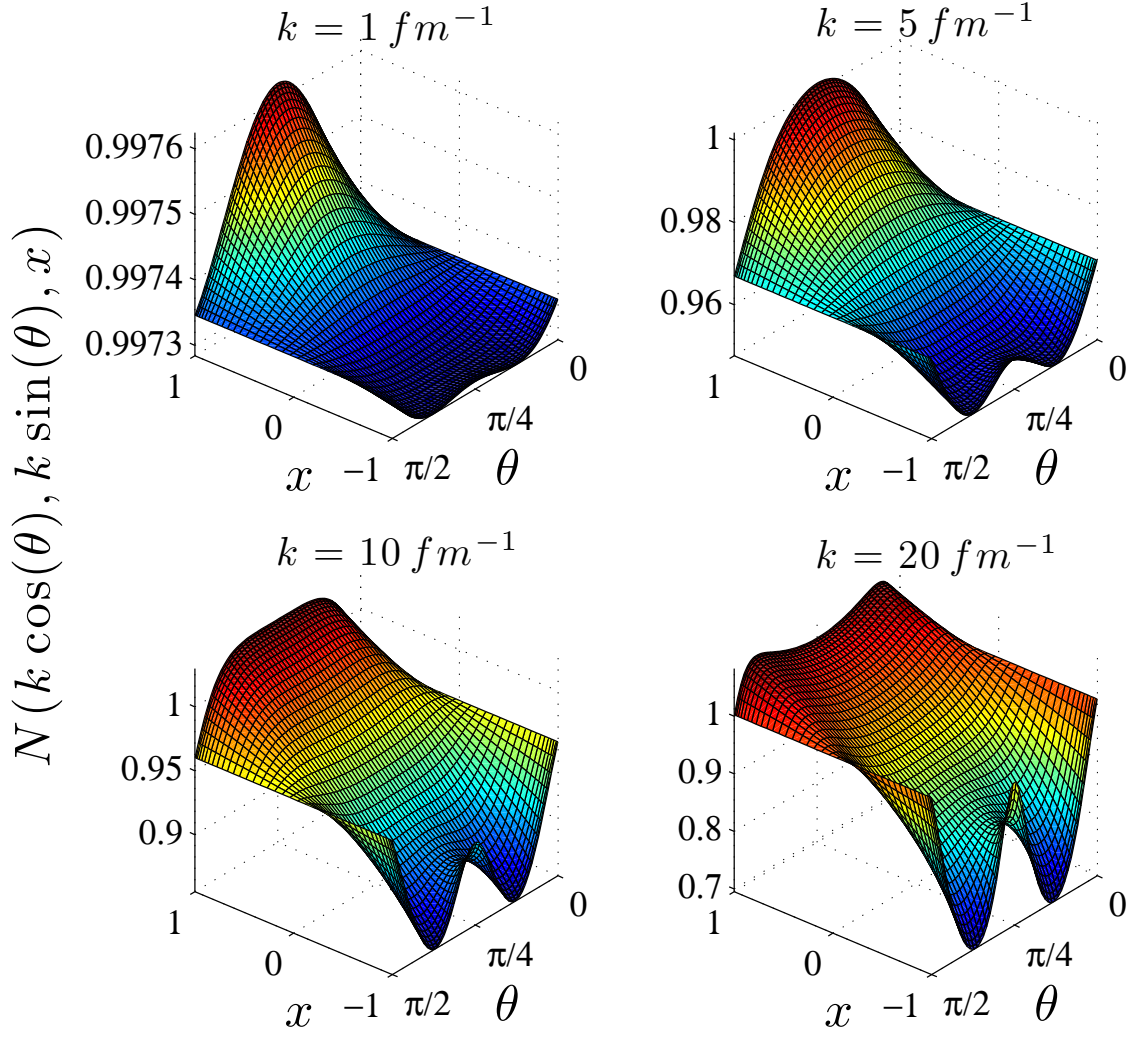 k = 1 fm⁻¹
0.9976
0.9975
0.9974
0.9973
1
0
−1
x
π/2
π/4
0
θ
k = 5 fm⁻¹
1
0.98
0.96
1
0
−1
x
π/2
π/4
0
θ
N(k cos(θ), k sin(θ), x)
k = 10 fm⁻¹
1
0.95
0.9
1
0
−1
x
π/2
π/4
0
θ
k = 20 fm⁻¹
1
0.9
0.8
0.7
1
0
−1
x
π/2
π/4
0
θ